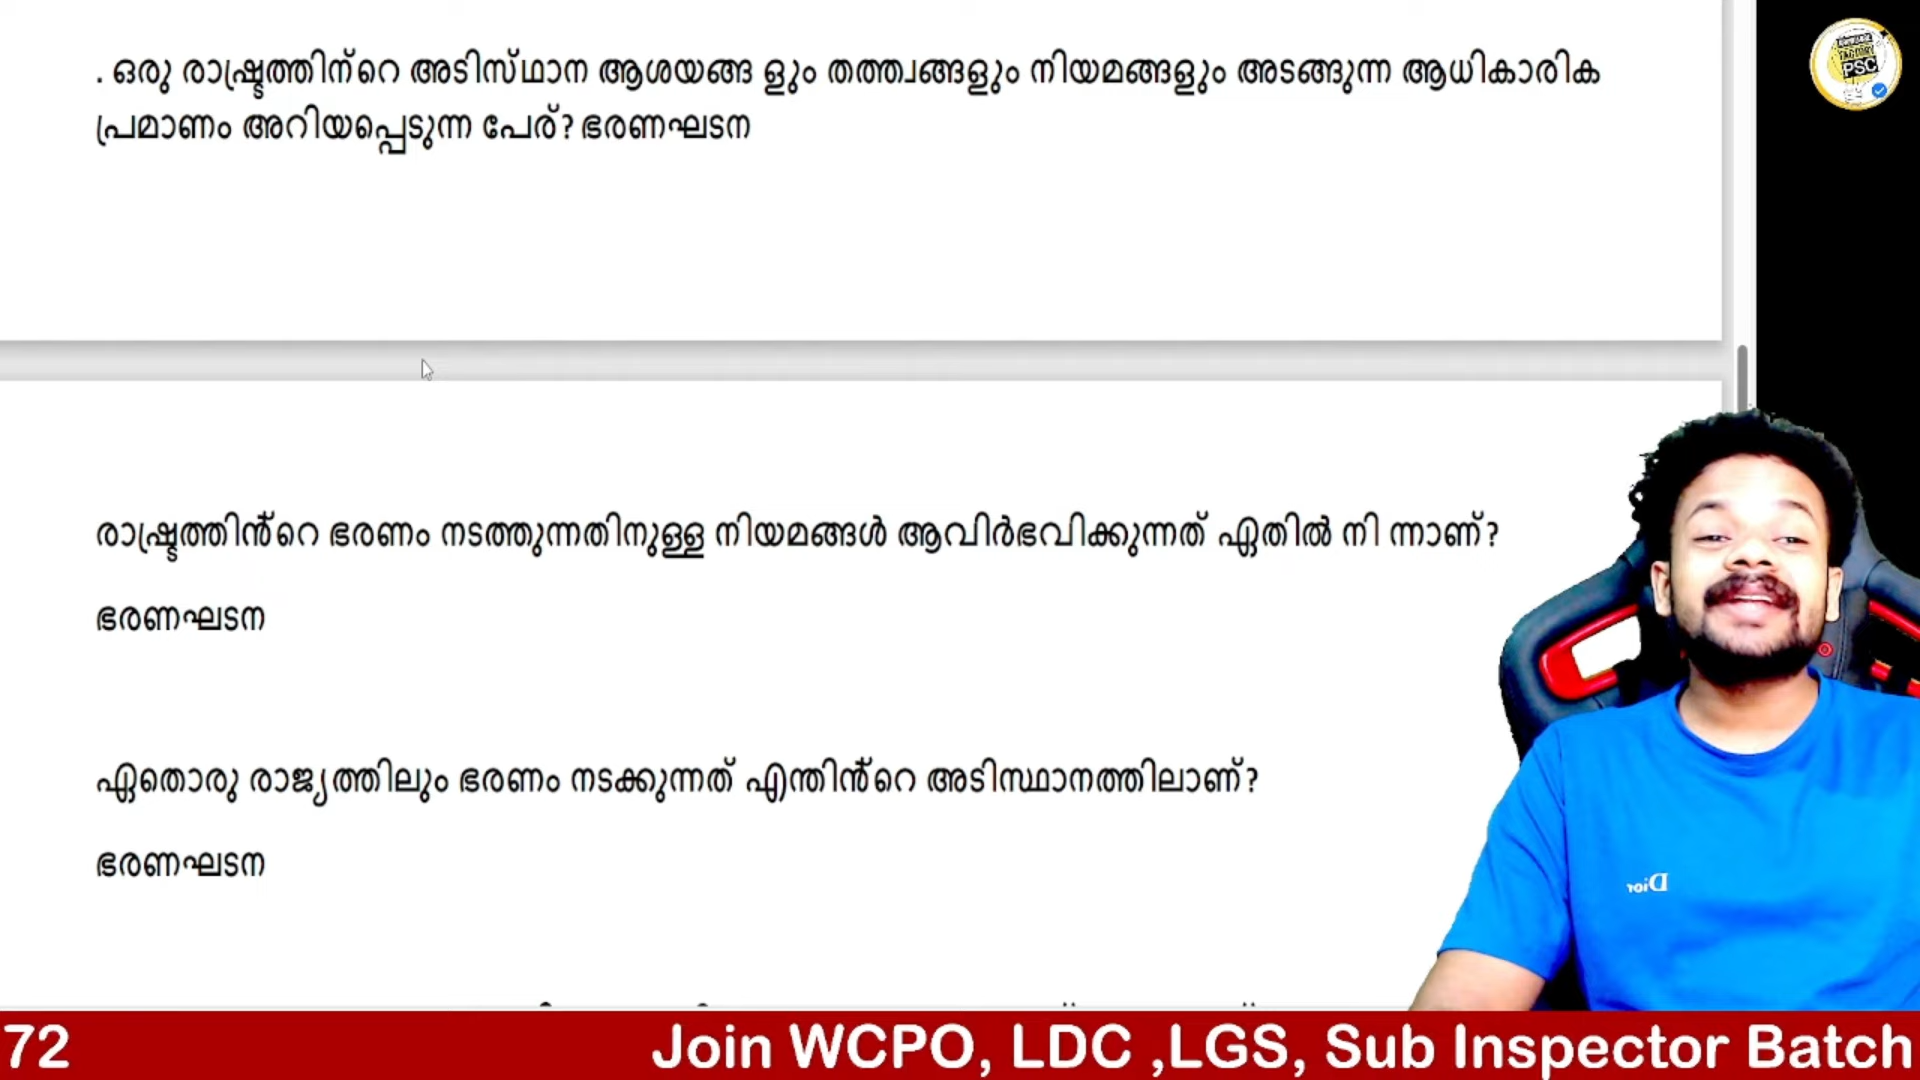 . ഒരു രാഷ്ട്രത്തിന്റെ അടിസ്ഥാന ആശയങ്ങ ളും തത്ത്വങ്ങളും നിയമങ്ങളും അടങ്ങുന്ന ആധികാരിക
പ്രമാണം അറിയപ്പെടുന്ന പേര്? ഭരണഘടന
രാഷ്ട്രത്തിൻ്റെ ഭരണം നടത്തുന്നതിനുള്ള നിയമങ്ങൾ ആവിർഭവിക്കുന്നത് ഏതിൽ നി ന്നാണ്?
ഭരണഘടന
ഏതൊരു രാജ്യത്തിലും ഭരണം നടക്കുന്നത് എന്തിൻ്റെ അടിസ്ഥാനത്തിലാണ്?
ഭരണഘടന
PSC
Dior
72 Join WCPO, LDC ,LGS, Sub Inspector Batch